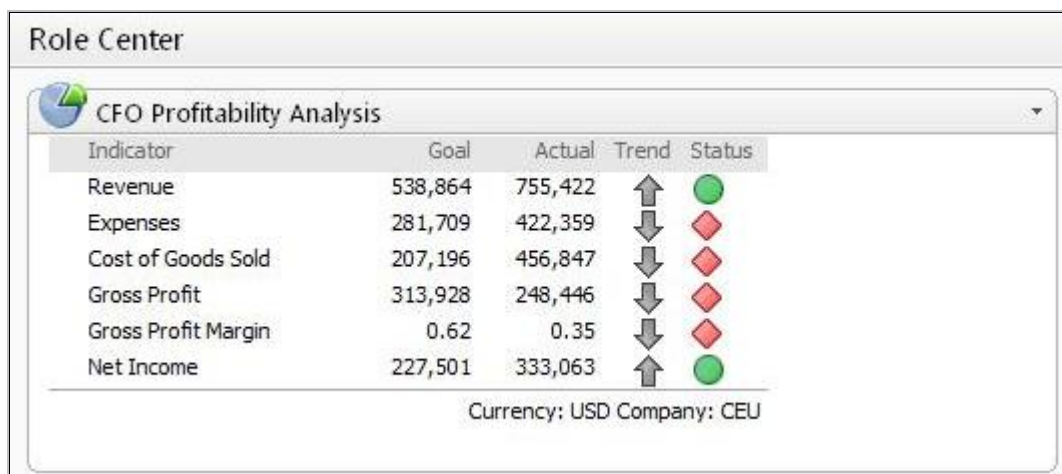 Role Center
CFO Profitability Analysis
Indicator Goal Actual Trend Status
Revenue 538,864 755,422
Expenses 281,709 422,359
Cost of Goods Sold 207,196 456,847
Gross Profit 313,928 248,446
Gross Profit Margin 0.62 0.35
Net Income 227,501 333,063
Currency: USD Company: CEU